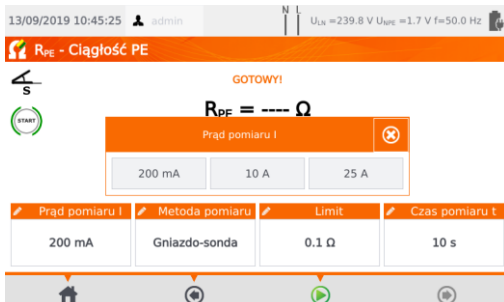 13/09/2019 10:45:25 admin N L U_LN =239.8 V U_NPE =1.7 V f=50.0 Hz
R_PE - Ciągłość PE
S
GOTOWY!
START
R_PE = ---- Ω
Prąd pomiaru I
200 mA 10 A 25 A
Prąd pomiaru I Metoda pomiaru Limit Czas pomiaru t
200 mA Gniazdo-sonda 0.1 Ω 10 s